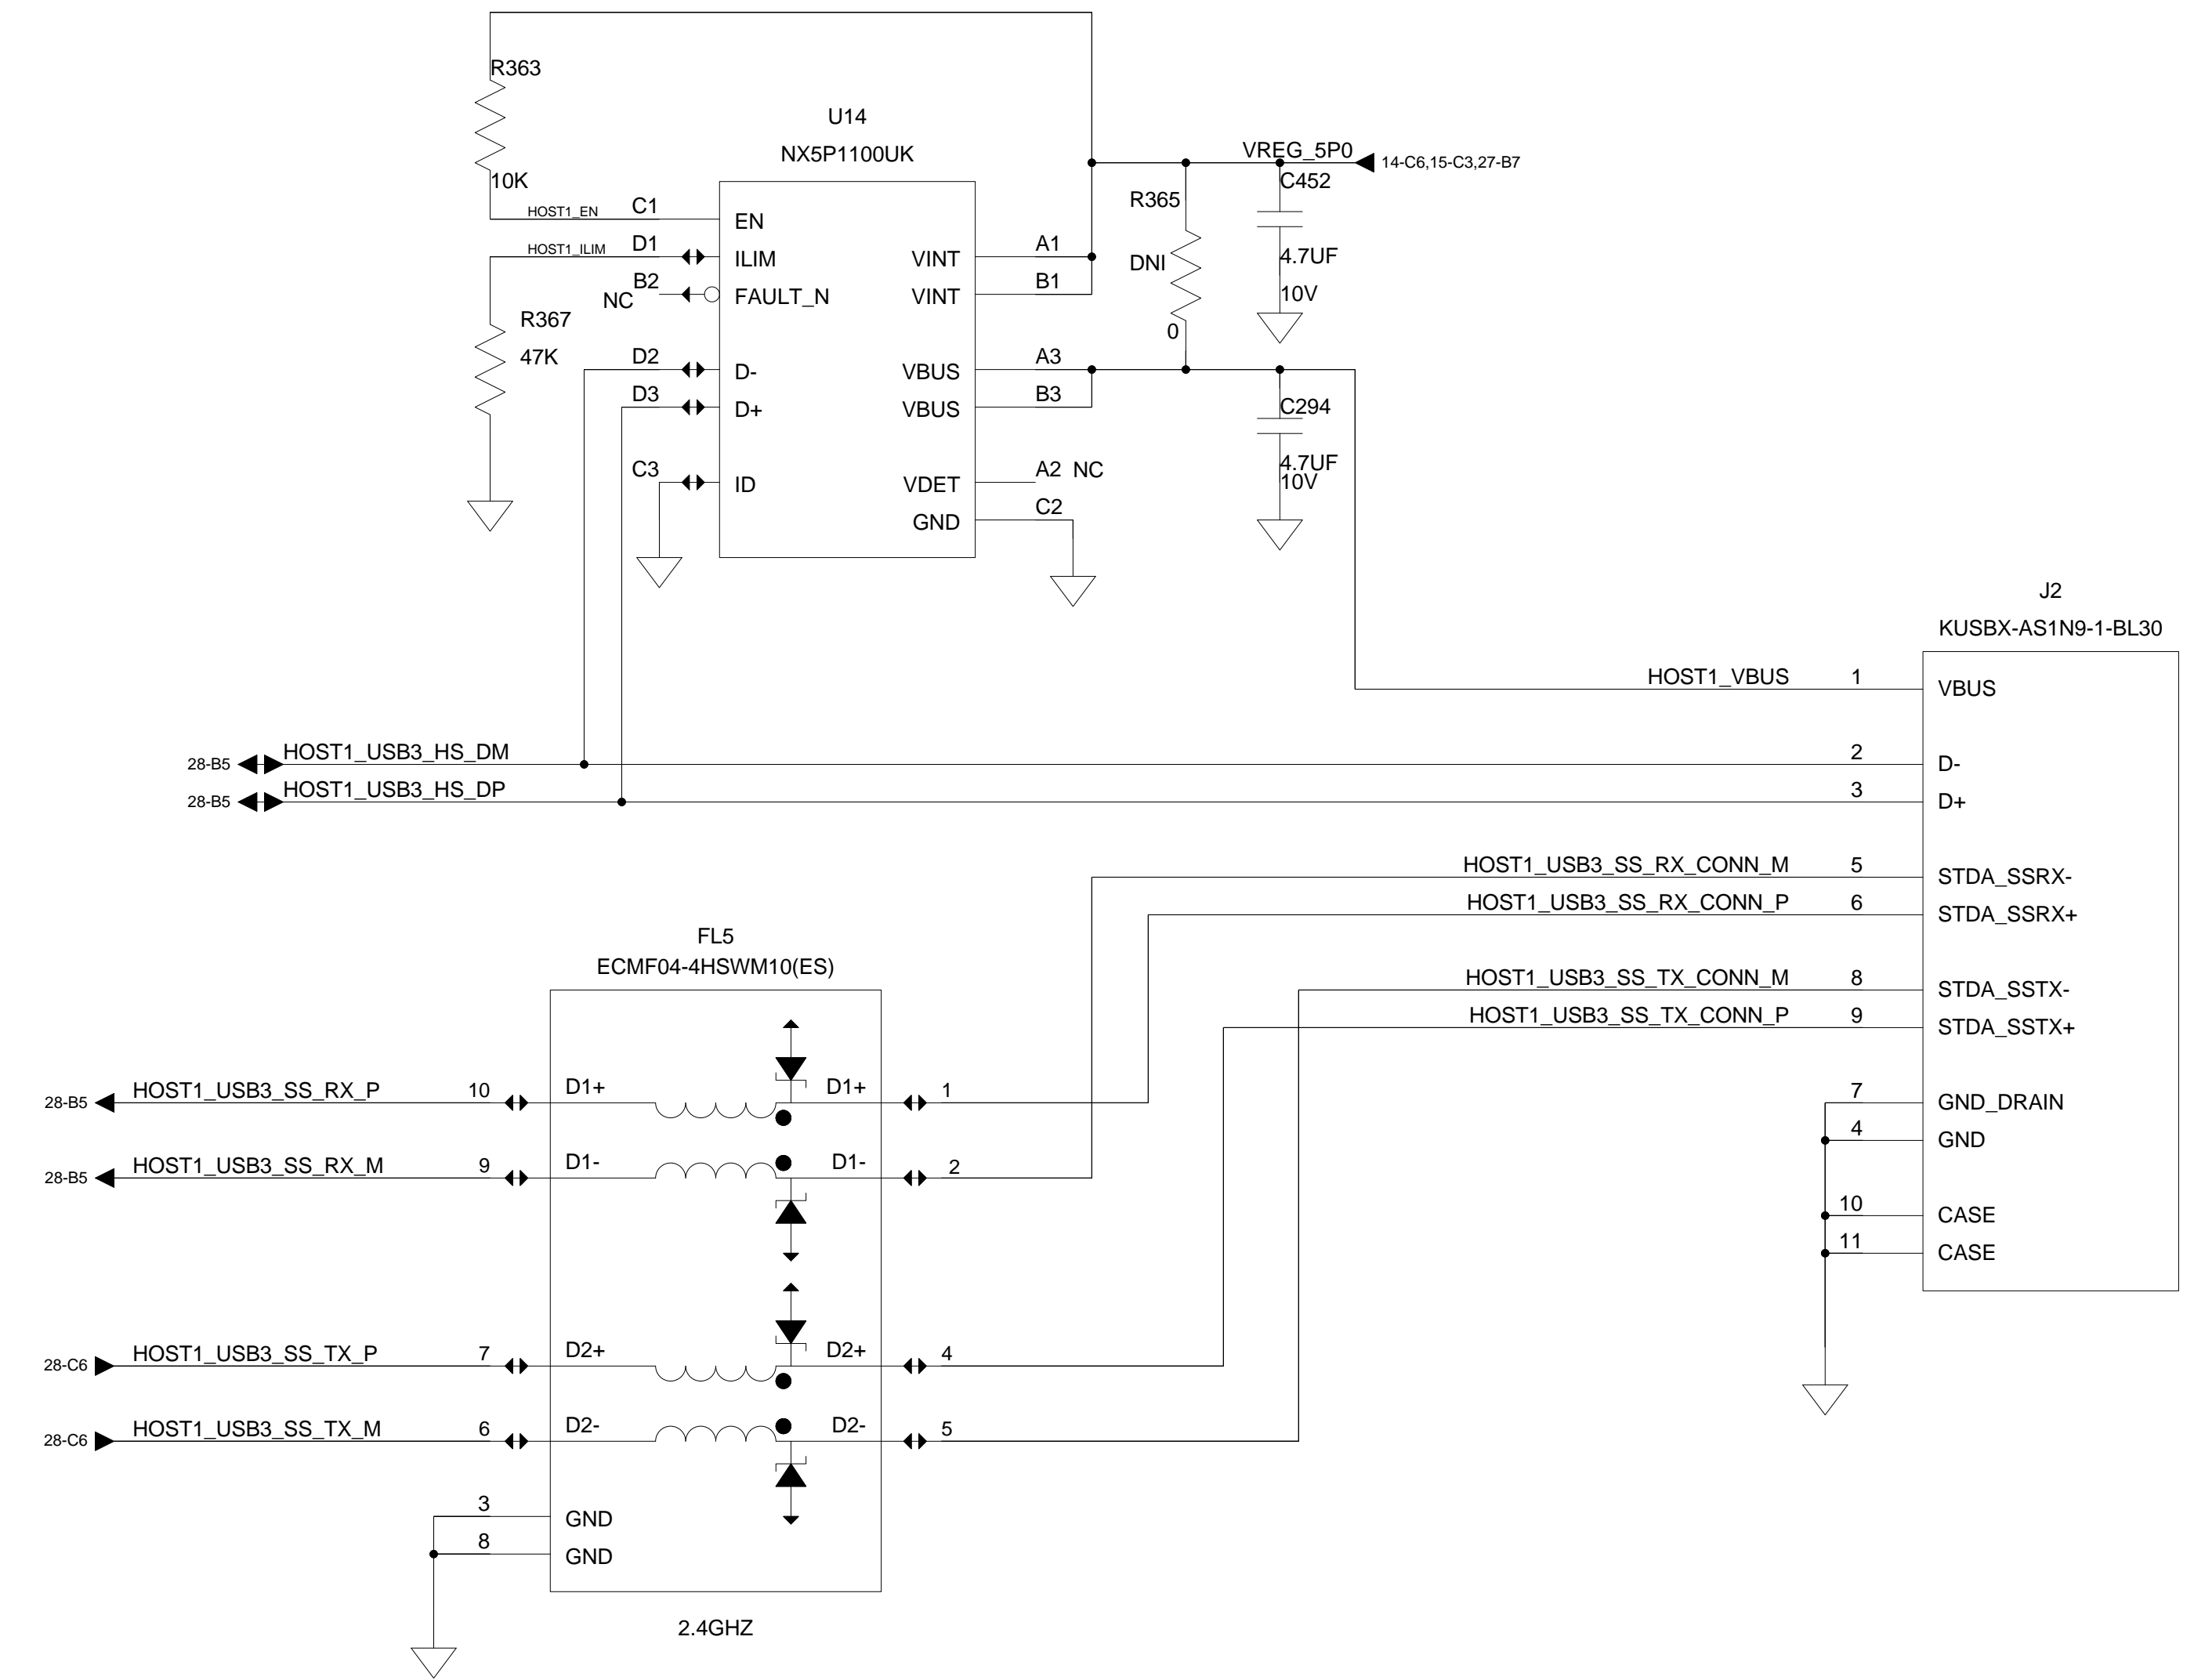 R363
10K
U14
NX5P1100UK
VREG_5P0
14-C6,15-C3,27-B7
C452
4.7UF
10V
R365
DNI
0
HOST1_EN
C1
EN
HOST1_ILIM
D1
ILIM
VINT
A1
NC
B2
FAULT_N
VINT
B1
R367
47K
D2
D-
VBUS
A3
D3
D+
VBUS
B3
C294
4.7UF
10V
C3
ID
VDET
A2
NC
GND
C2
J2
KUSBX-AS1N9-1-BL30
HOST1_VBUS
1
VBUS
28-B5
HOST1_USB3_HS_DM
2
D-
28-B5
HOST1_USB3_HS_DP
3
D+
HOST1_USB3_SS_RX_CONN_M
5
STDA_SSRX-
HOST1_USB3_SS_RX_CONN_P
6
STDA_SSRX+
HOST1_USB3_SS_TX_CONN_M
8
STDA_SSTX-
HOST1_USB3_SS_TX_CONN_P
9
STDA_SSTX+
7
GND_DRAIN
4
GND
10
CASE
11
CASE
FL5
ECMF04-4HSWM10(ES)
28-B5
HOST1_USB3_SS_RX_P
10
D1+
D1+
1
28-B5
HOST1_USB3_SS_RX_M
9
D1-
D1-
2
28-C6
HOST1_USB3_SS_TX_P
7
D2+
D2+
4
28-C6
HOST1_USB3_SS_TX_M
6
D2-
D2-
5
3
GND
8
GND
2.4GHZ